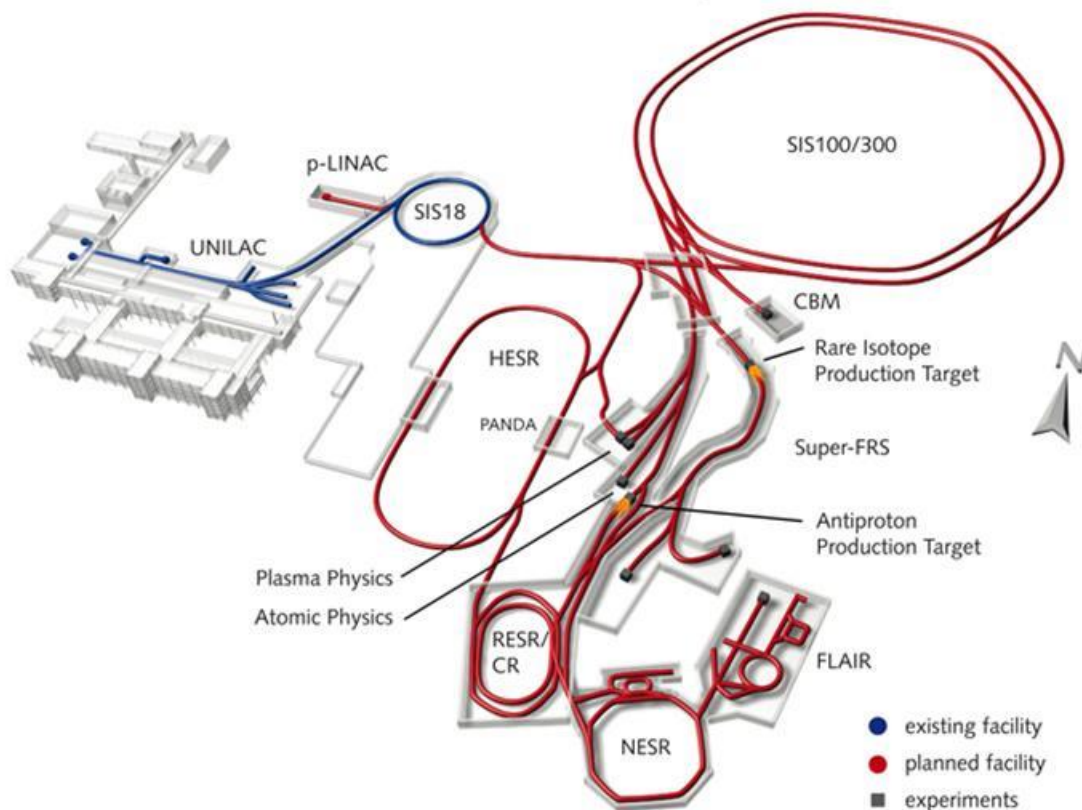 SIS100/300
p-LINAC
SIS18
UNILAC
CBM
Rare Isotope
Production Target
HESR
N
PANDA
Super-FRS
Antiproton
Production Target
Plasma Physics
Atomic Physics
RESR/
CR
FLAIR
NESR
existing facility
planned facility
experiments